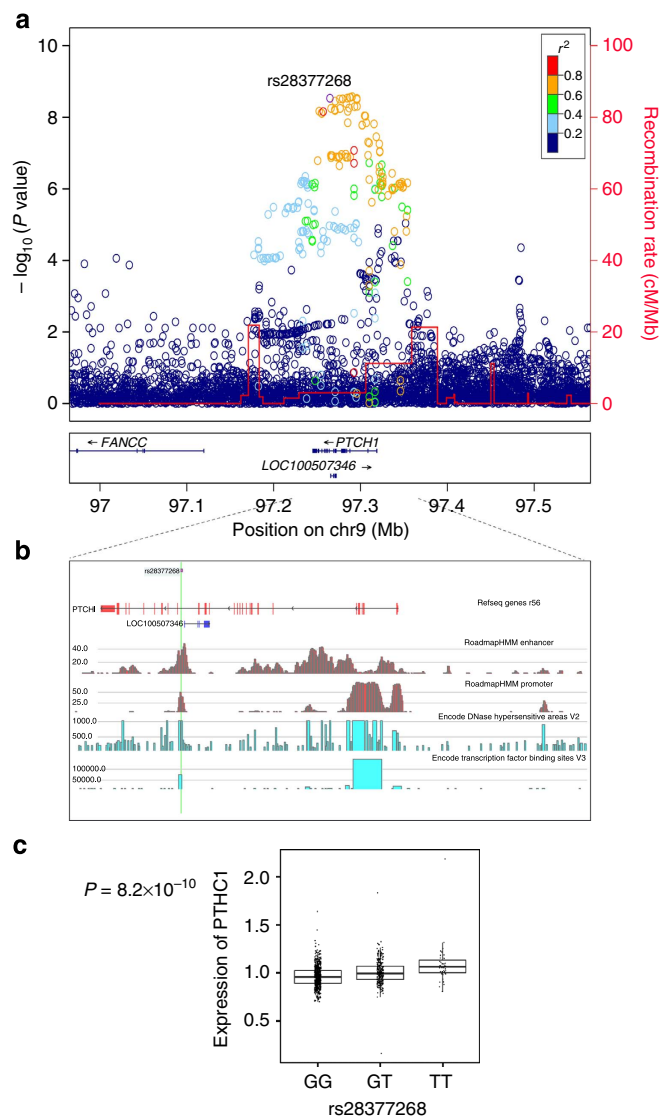 a
10
8
6
4
2
0
– log10 (P value)
rs28377268
r2
0.8
0.6
0.4
0.2
100
80
60
40
20
0
Recombination rate (cM/Mb)
← FANCC
← PTCH1
LOC100507346 →
97
97.1
97.2
97.3
97.4
97.5
Position on chr9 (Mb)
b
rs28377268
PTCHI
Refseq genes r56
LOC100507346
RoadmapHMM enhancer
40.0
20.0
RoadmapHMM promoter
50.0
25.0
Encode DNase hypersensitive areas V2
1000.0
500.0
Encode transcription factor binding sites V3
100000.0
50000.0
c
P = 8.2×10–10
Expression of PTHC1
2.0
1.5
1.0
0.5
GG
GT
TT
rs28377268